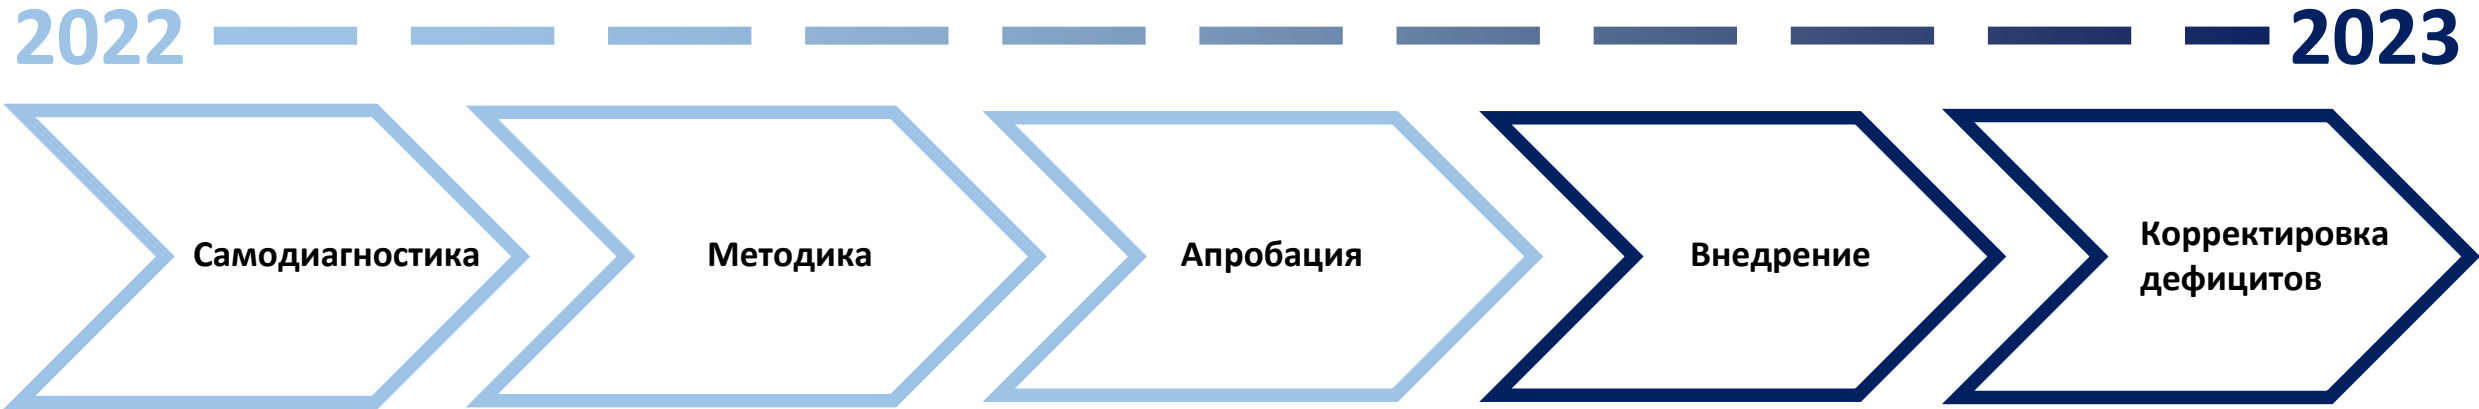 2022
2023
Самодиагностика
Методика
Апробация
Внедрение
Корректировка
дефицитов